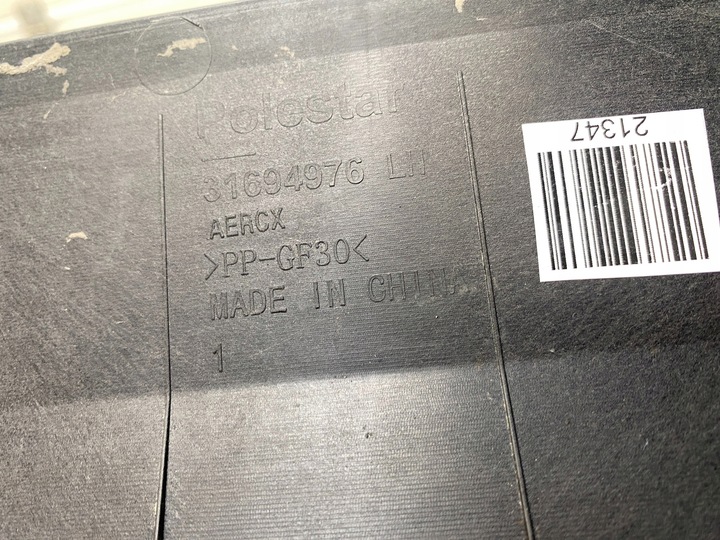 Polestar
31694976 LH
AERCX
>PP-GF30<
MADE IN CHINA
1
21347